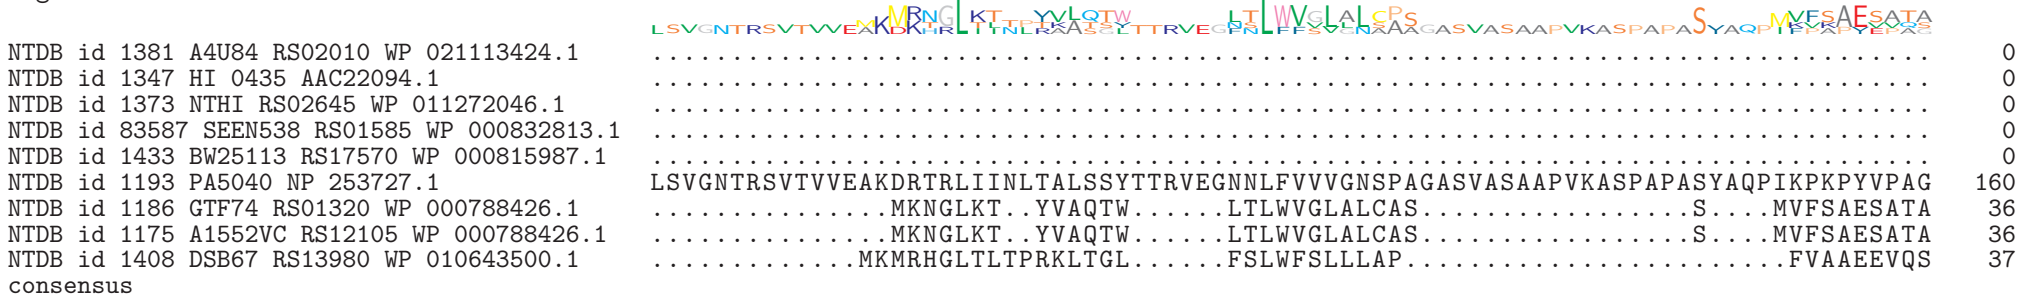 NTDB id 1381 A4U84 RS02010 WP 021113424.1 ................................................................................ 0
NTDB id 1347 HI 0435 AAC22094.1 ................................................................................ 0
NTDB id 1373 NTHI RS02645 WP 011272046.1 ................................................................................ 0
NTDB id 83587 SEEN538 RS01585 WP 000832813.1 ................................................................................ 0
NTDB id 1433 BW25113 RS17570 WP 000815987.1 ................................................................................ 0
NTDB id 1193 PA5040 NP 253727.1 LSVGNTRSVTVVEAKDRTRLIINLTALSSYTTRVEGNNLFVVVGNSPAGASVASAAPVKASPAPASYAQPIKPKPYVPAG 160
NTDB id 1186 GTF74 RS01320 WP 000788426.1 ...............MKNGLKT..YVAQTW......LTLWVGLALCAS.................S....MVFSAESATA 36
NTDB id 1175 A1552VC RS12105 WP 000788426.1 ...............MKNGLKT..YVAQTW......LTLWVGLALCAS.................S....MVFSAESATA 36
NTDB id 1408 DSB67 RS13980 WP 010643500.1 .............MKMRHGLTLTPRKLTGL......FSLWFSLLLAP........................FVAAEEVQS 37
consensus